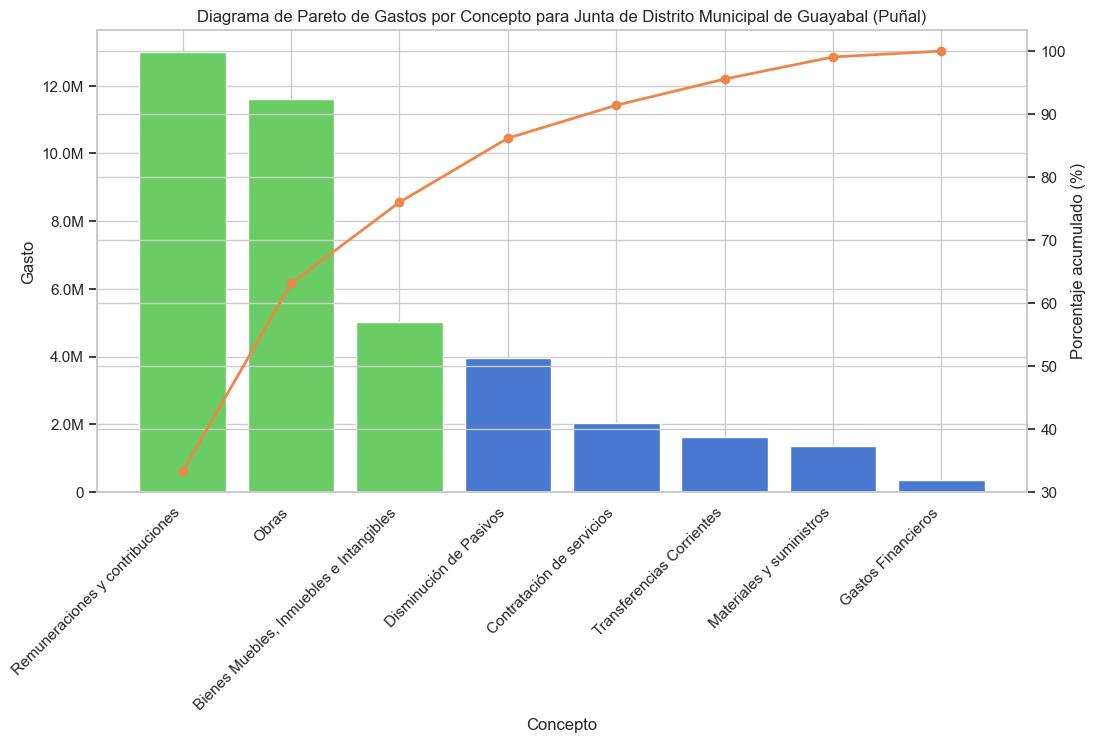 Diagrama de Pareto de Gastos por Concepto para Junta de Distrito Municipal de Guayabal (Puñal)
Gasto
12.0M
10.0M
8.0M
6.0M
4.0M
2.0M
0
100
90
80
70
60
50
40
30
Porcentaje acumulado (%)
Remuneraciones y contribuciones
Obras
Bienes Muebles, Inmuebles e Intangibles
Disminución de Pasivos
Contratación de servicios
Transferencias Corrientes
Materiales y suministros
Gastos Financieros
Concepto